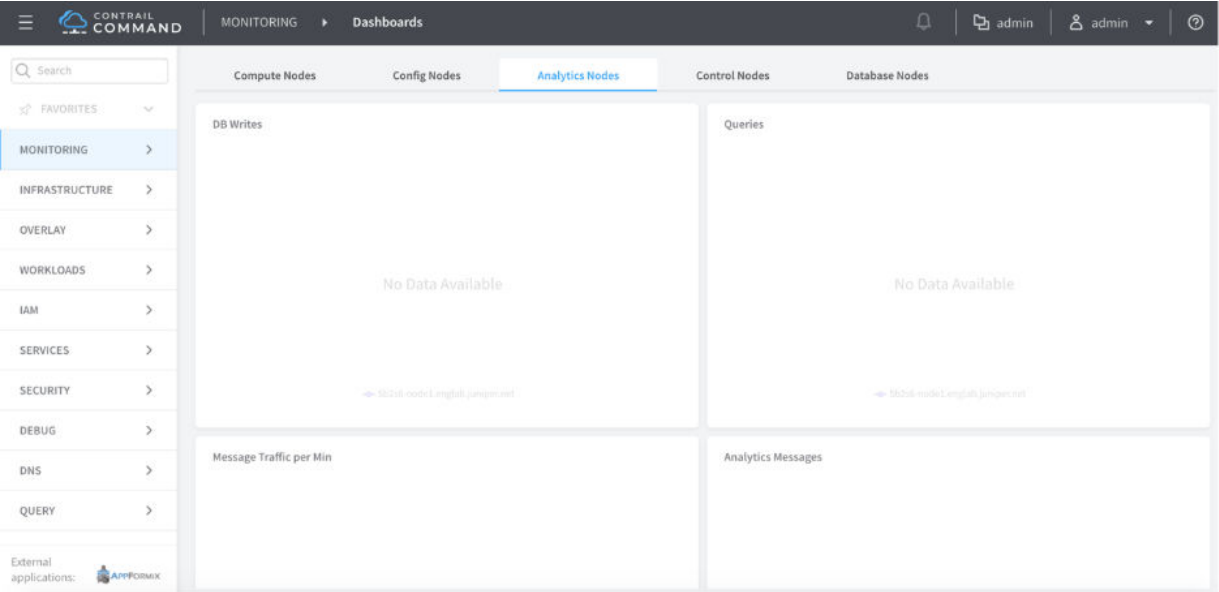 CONTRAIL
COMMAND
MONITORING Dashboards
admin admin
Search
FAVORITES
MONITORING
INFRASTRUCTURE
OVERLAY
WORKLOADS
IAM
SERVICES
SECURITY
DEBUG
DNS
QUERY
External
applications: APPFORMIX
Compute Nodes Config Nodes Analytics Nodes Control Nodes Database Nodes
DB Writes
No Data Available
Queries
No Data Available
Message Traffic per Min
Analytics Messages